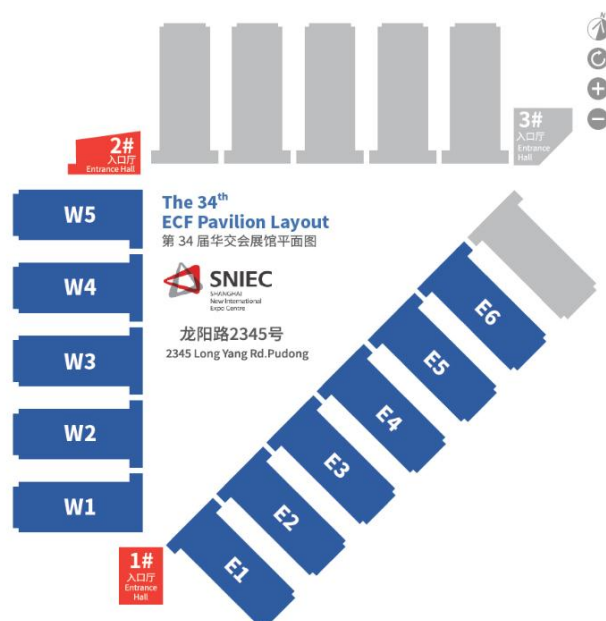 2#
入口厅
Entrance Hall
3#
入口厅
Entrance
Hall
N
The 34th
ECF Pavilion Layout
第 34 届华交会展馆平面图
SNIEC
SHANGHAI
New International
Expo Centre
龙阳路2345号
2345 Long Yang Rd.Pudong
W5
W4
W3
W2
W1
E6
E5
E4
E3
E2
E1
1#
入口厅
Entrance
Hall